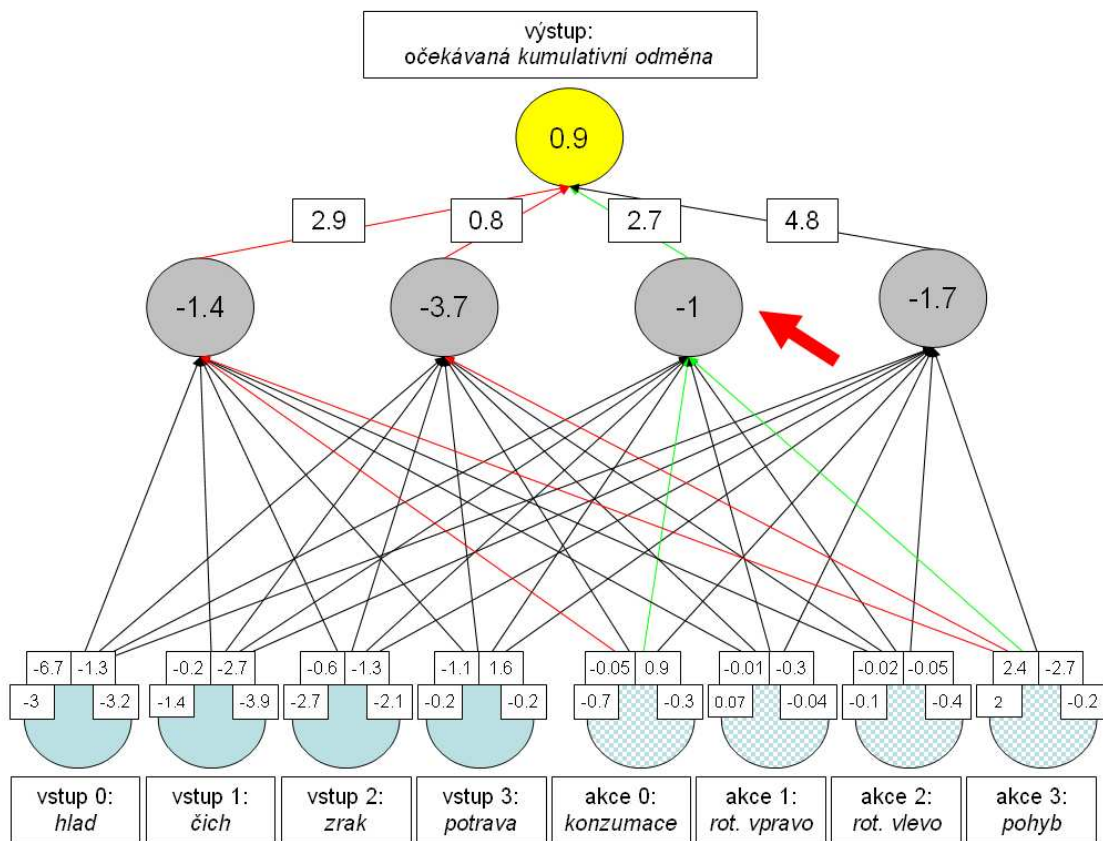 výstup:
očekávaná kumulativní odměna
0.9
2.9 0.8 2.7 4.8
-1.4 -3.7 -1 -1.7
-6.7 -1.3 -0.2 -2.7 -0.6 -1.3 -1.1 1.6 -0.05 0.9 -0.01 -0.3 -0.02 -0.05 2.4 -2.7
-3 -3.2 -1.4 -3.9 -2.7 -2.1 -0.2 -0.2 -0.7 -0.3 0.07 -0.04 -0.1 -0.4 2 -0.2
vstup 0: vstup 1: vstup 2: vstup 3: akce 0: akce 1: akce 2: akce 3:
hlad čich zrak potrava konzumace rot. vpravo rot. vlevo pohyb